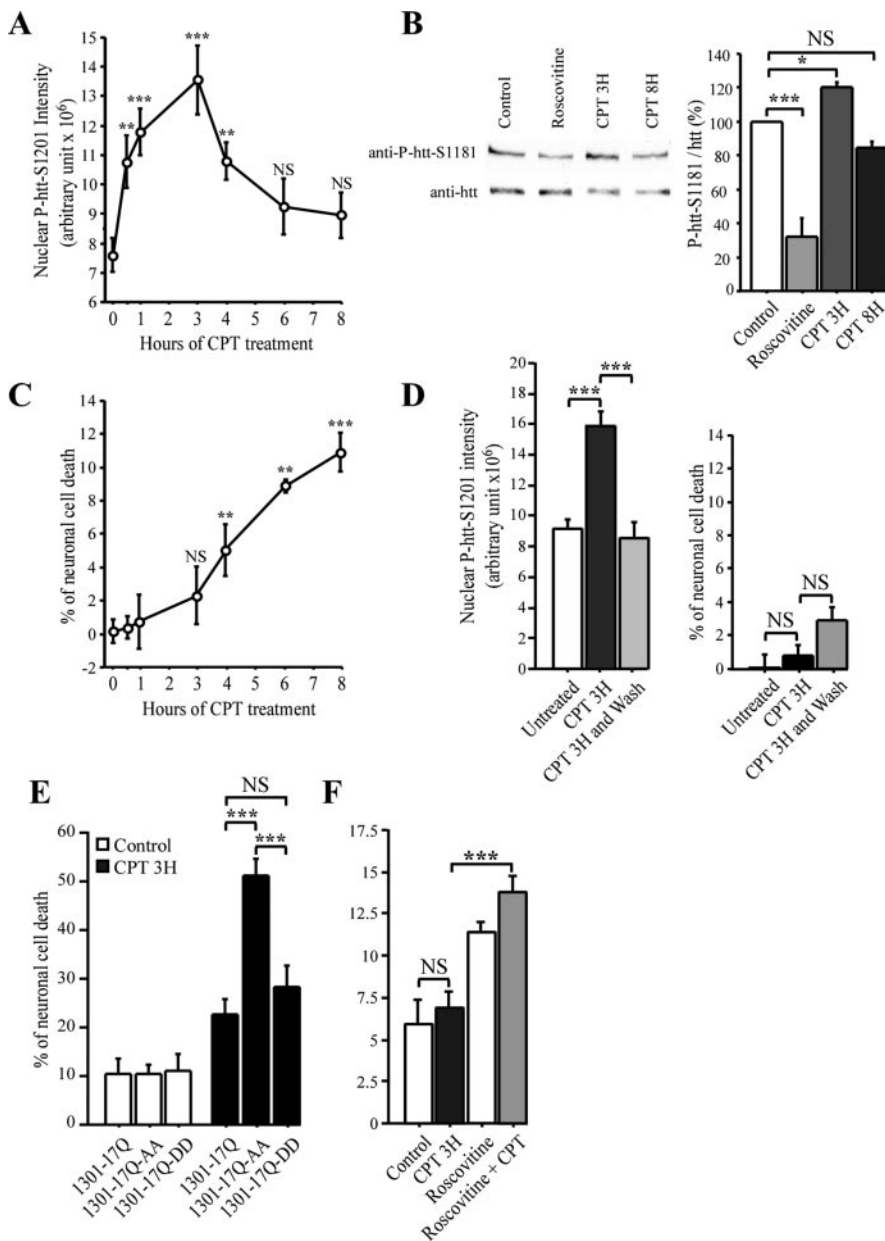 A
Nuclear P-htt-S1201 Intensity
(arbitrary unit x 10⁶)
15
14
13
12
11
10
9
8
7
6
**
***
***
**
NS
NS
0 1 2 3 4 5 6 7 8
Hours of CPT treatment
B
Control
Roscovitine
CPT 3H
CPT 8H
anti-P-htt-S1181
anti-htt
P-htt-S1181 / htt (%)
140
120
100
80
60
40
20
0
NS
*
***
Control
Roscovitine
CPT 3H
CPT 8H
C
% of neuronal cell death
14
12
10
8
6
4
2
0
-2
NS
**
**
***
0 1 2 3 4 5 6 7 8
Hours of CPT treatment
D
Nuclear P-htt-S1201 intensity
(arbitrary unit x10⁶)
20
18
16
14
12
10
8
6
4
2
0
*** ***
Untreated
CPT 3H
CPT 3H and Wash
% of neuronal cell death
14
12
10
8
6
4
2
0
NS
NS
Untreated
CPT 3H
CPT 3H and Wash
E
% of neuronal cell death
60
50
40
30
20
10
0
Control
CPT 3H
NS
***
***
1301-17Q
1301-17Q-AA
1301-17Q-DD
1301-17Q
1301-17Q-AA
1301-17Q-DD
F
17.5
15
12.5
10
7.5
5
2.5
0
NS
***
Control
CPT 3H
Roscovitine
Roscovitine + CPT